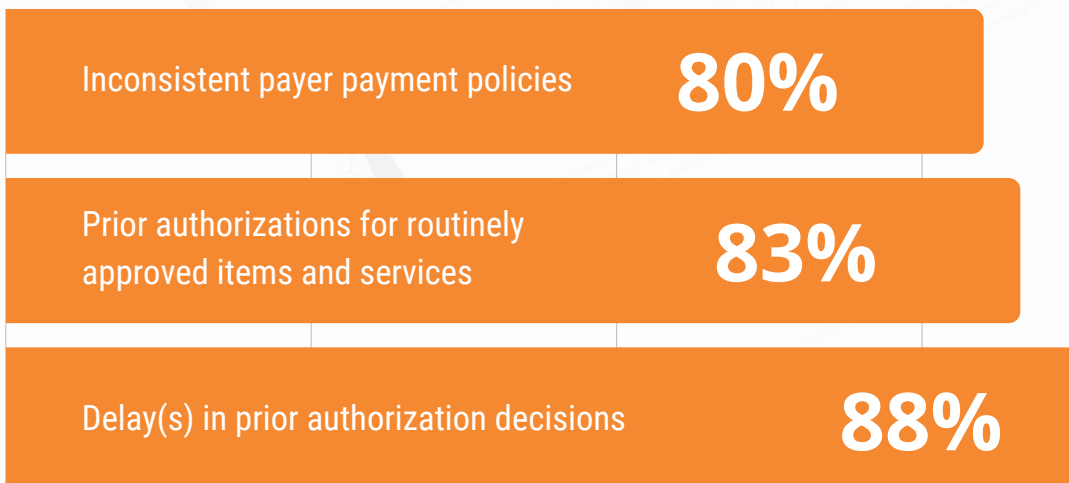 Inconsistent payer payment policies 80%
Prior authorizations for routinely
approved items and services 83%
Delay(s) in prior authorization decisions 88%